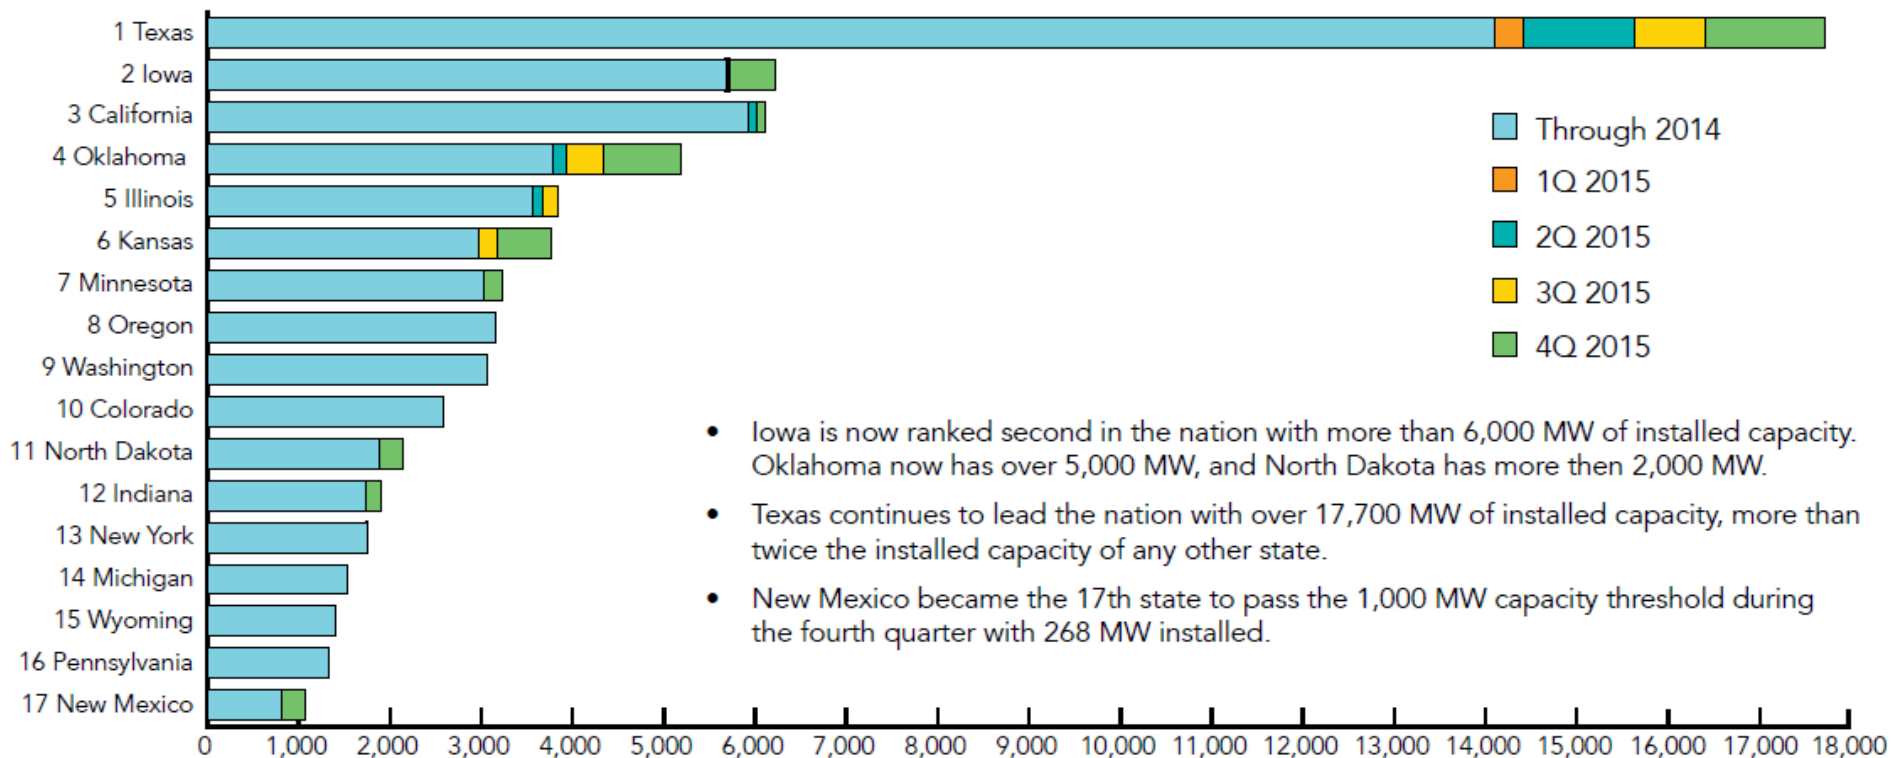 1 Texas
2 Iowa
3 California
4 Oklahoma
5 Illinois
6 Kansas
7 Minnesota
8 Oregon
9 Washington
10 Colorado
11 North Dakota
12 Indiana
13 New York
14 Michigan
15 Wyoming
16 Pennsylvania
17 New Mexico
Through 2014
1Q 2015
2Q 2015
3Q 2015
4Q 2015
• Iowa is now ranked second in the nation with more than 6,000 MW of installed capacity.
Oklahoma now has over 5,000 MW, and North Dakota has more then 2,000 MW.
• Texas continues to lead the nation with over 17,700 MW of installed capacity, more than
twice the installed capacity of any other state.
• New Mexico became the 17th state to pass the 1,000 MW capacity threshold during
the fourth quarter with 268 MW installed.
0 1,000 2,000 3,000 4,000 5,000 6,000 7,000 8,000 9,000 10,000 11,000 12,000 13,000 14,000 15,000 16,000 17,000 18,000